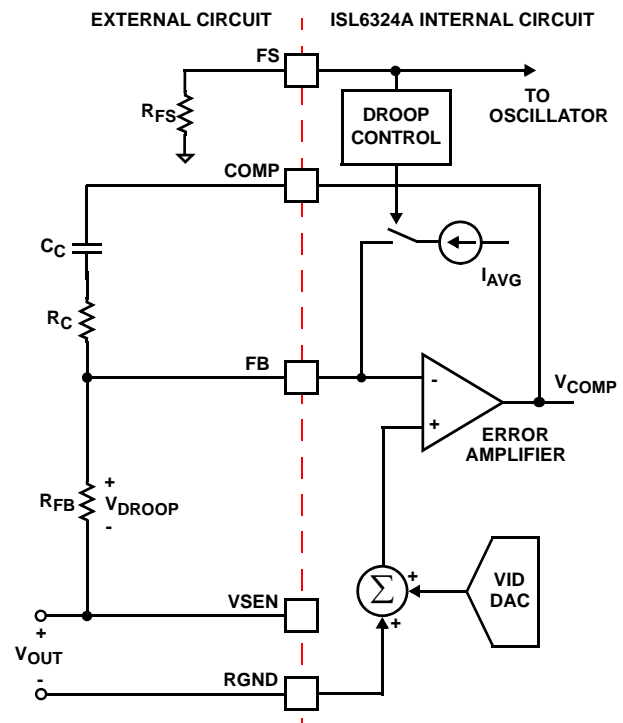 EXTERNAL CIRCUIT
ISL6324A INTERNAL CIRCUIT
FS
RFS
TO
OSCILLATOR
DROOP
CONTROL
COMP
CC
IAVG
RC
FB
-
VCOMP
+
ERROR
AMPLIFIER
RFB
+
VDROOP
-
VID
DAC
+
Σ
+
VSEN
+
VOUT
-
RGND